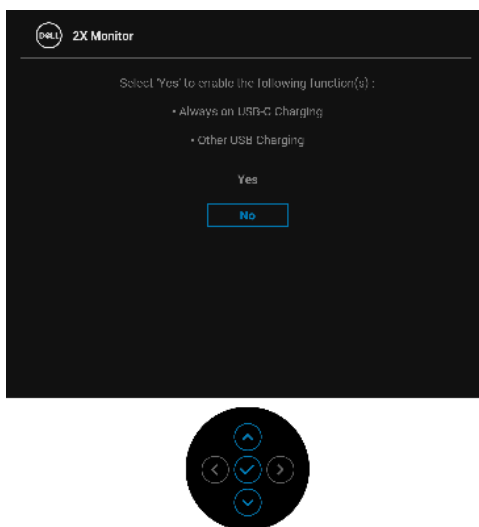 DELL
2X Monitor
Select 'Yes' to enable the following function(s) :
• Always on USB-C Charging
• Other USB Charging
Yes
No